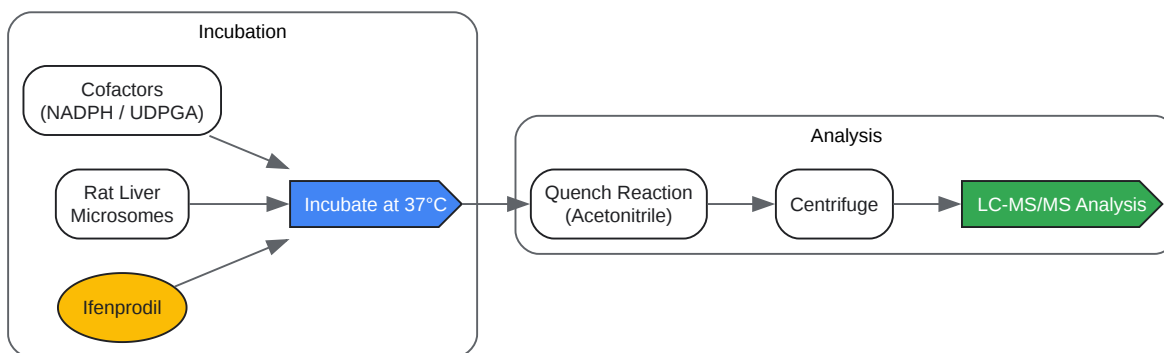 Incubation
Cofactors
(NADPH / UDPGA)
Rat Liver
Microsomes
Ifenprodil
Incubate at 37°C
Analysis
Quench Reaction
(Acetonitrile)
Centrifuge
LC-MS/MS Analysis